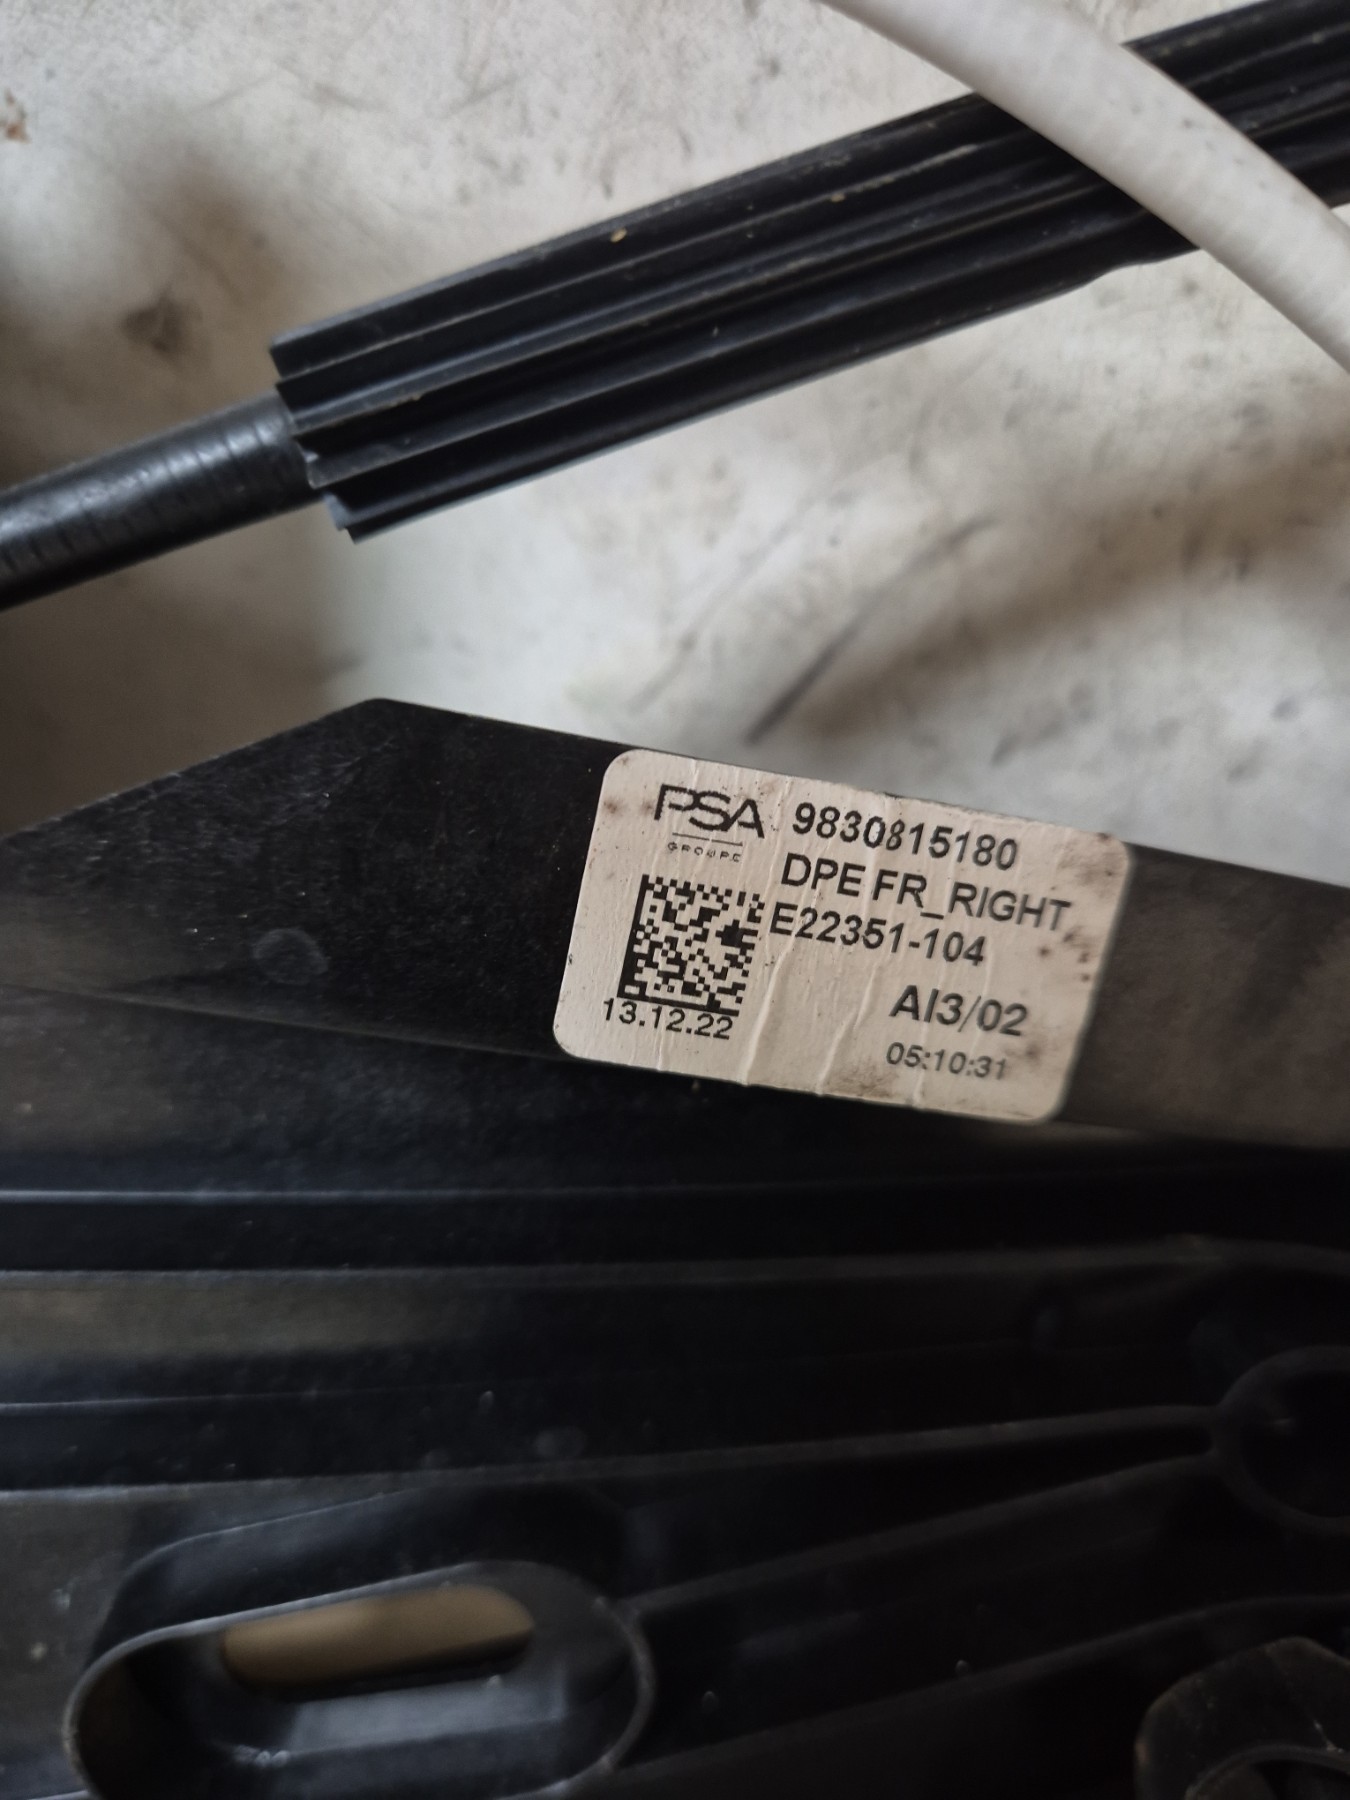 PSA
GROUPE
9830815180
DPE FR_RIGHT
E22351-104
13.12.22
AI3/02
05:10:31